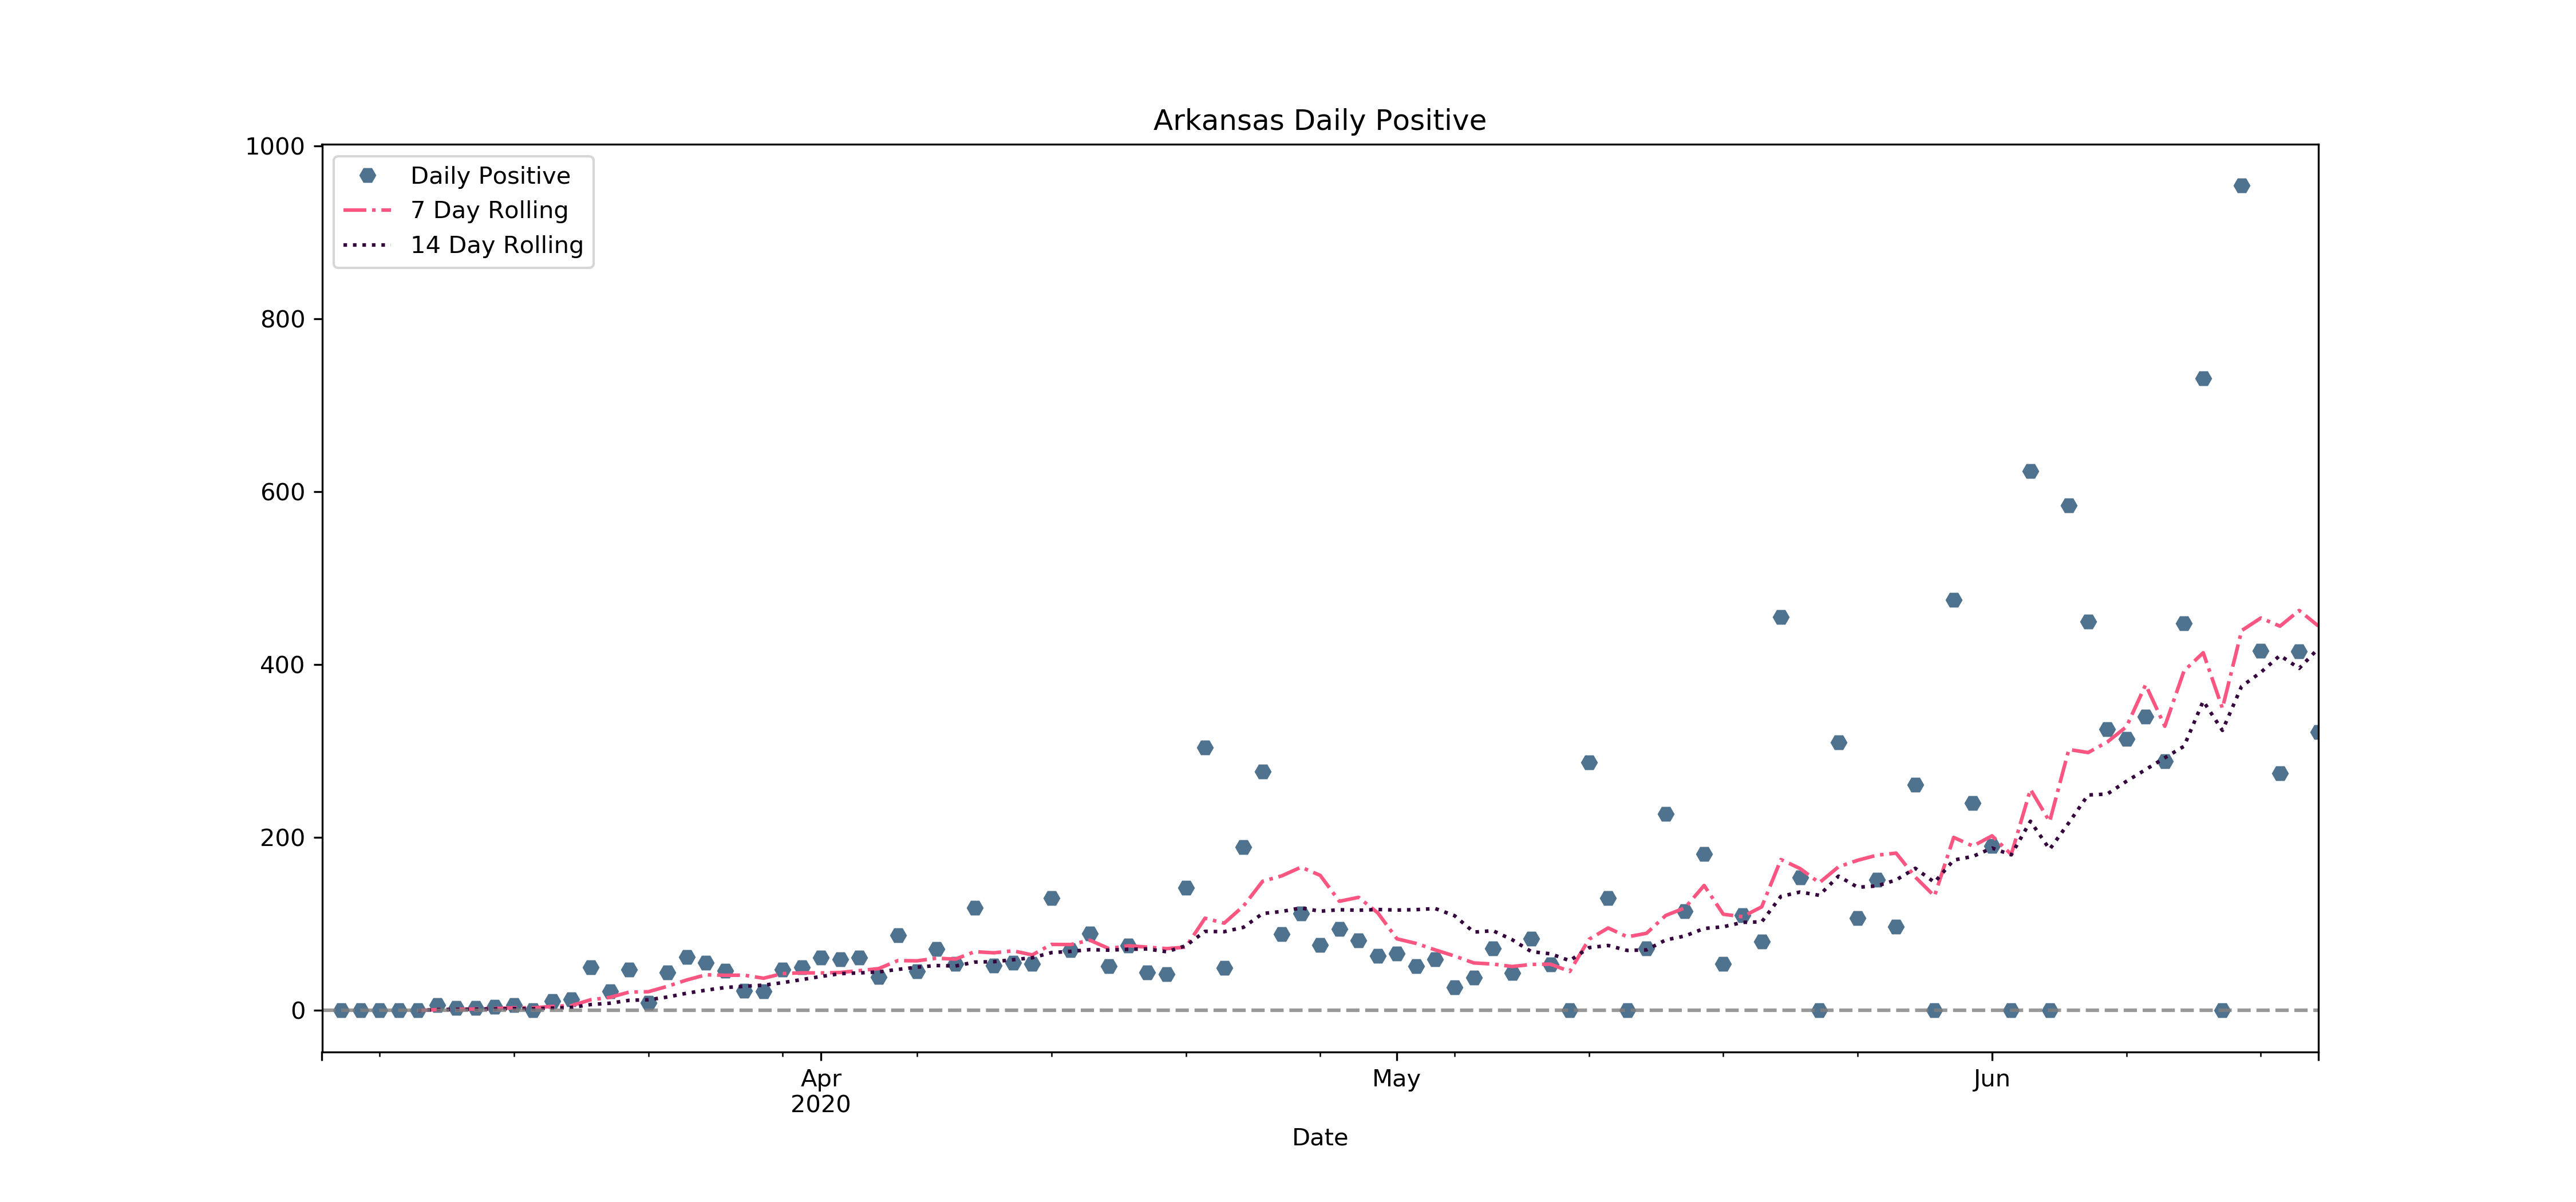 Arkansas Daily Positive
1000
800
600
400
200
0
Daily Positive
7 Day Rolling
14 Day Rolling
Apr
2020
May
Jun
Date